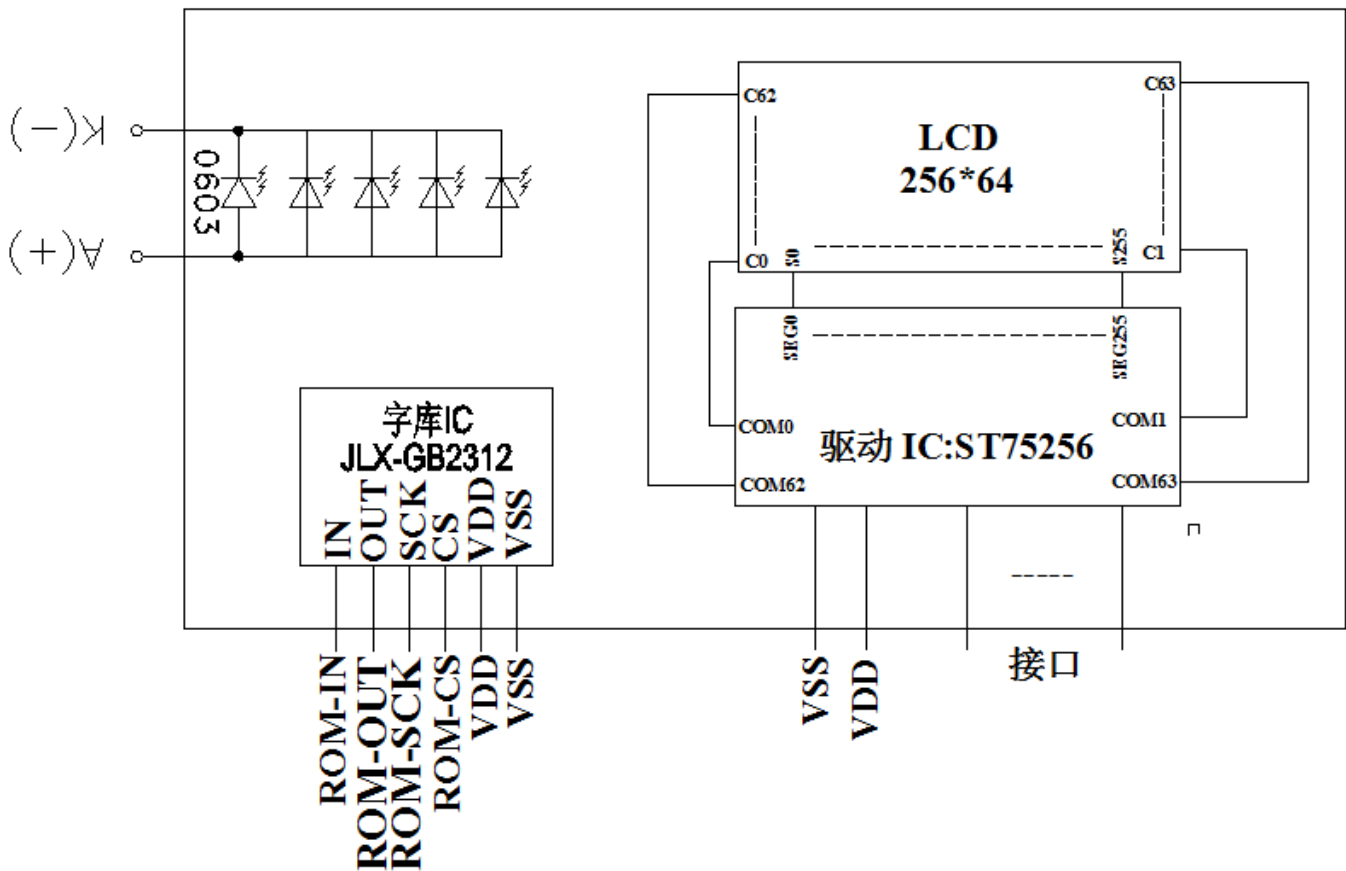 K(-)
0603
A(+)
C62
C63
LCD
256*64
C0
S0
S255
C1
SEG0
SEG255
COM0
COM1
驱动 IC:ST75256
COM62
COM63
字库IC
JLX-GB2312
IN
OUT
SCK
CS
VDD
VSS
ROM-IN
ROM-OUT
ROM-SCK
ROM-CS
VDD
VSS
VSS
VDD
接口